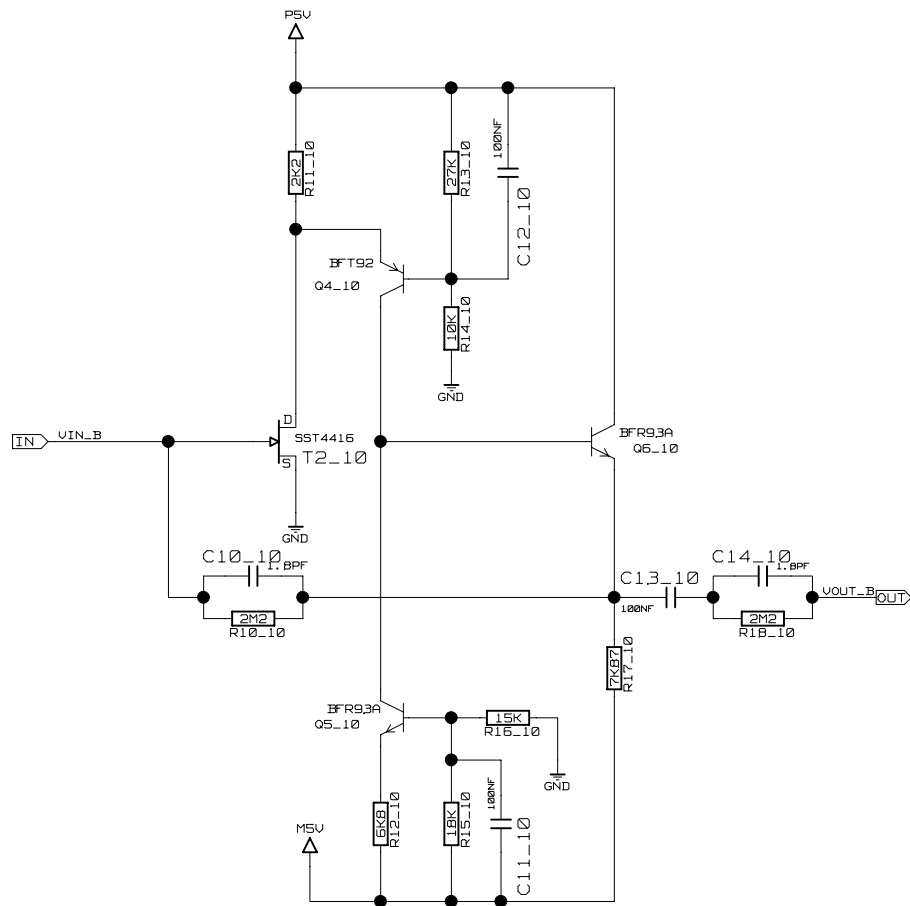 P5V
2K2
R11_10
27K
R13_10
100NF
C12_10
BFT92
Q4_10
10K
R14_10
GND
IN
VIN_B
D
S
SST4416
T2_10
BFR93A
Q6_10
GND
C10_10
1.8PF
2M2
R10_10
C13_10
100NF
C14_10
1.8PF
2M2
R18_10
VOUT_B
OUT
7K87
R17_10
BFR93A
Q5_10
15K
R16_10
GND
6K8
R12_10
18K
R15_10
100NF
C11_10
M5V